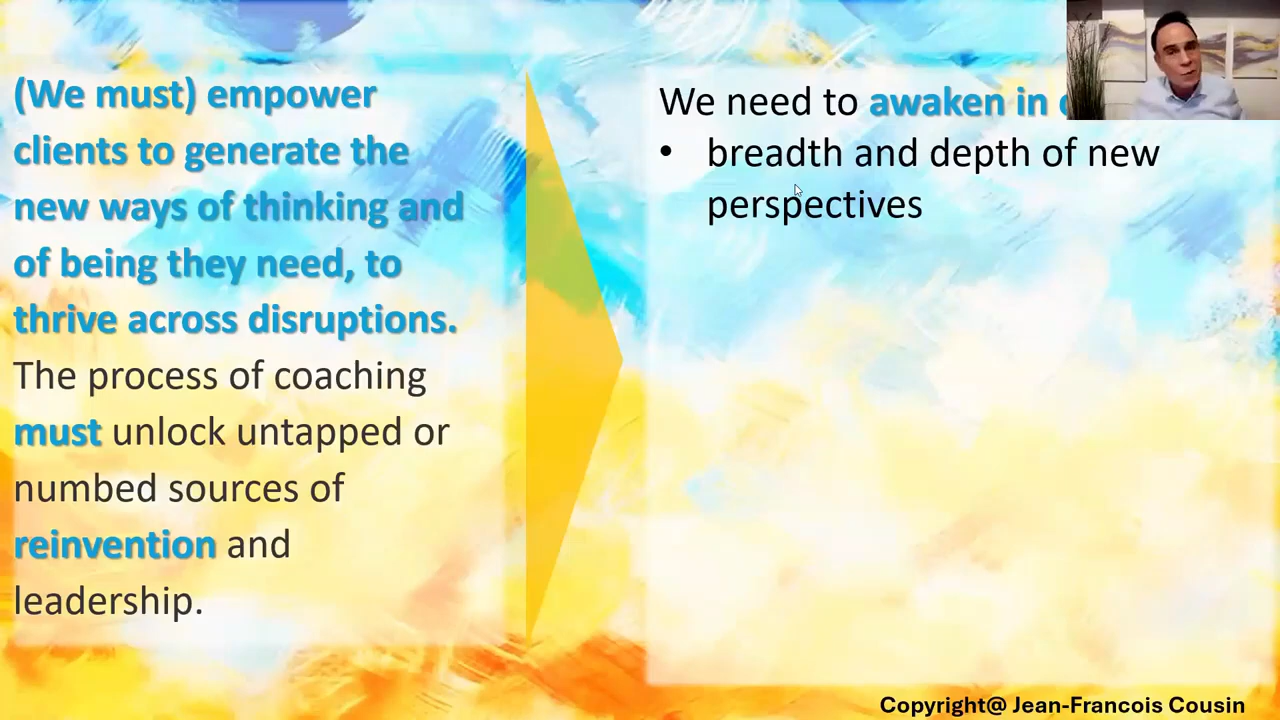 (We must) empower
clients to generate the
new ways of thinking and
of being they need, to
thrive across disruptions.
The process of coaching
must unlock untapped or
numbed sources of
reinvention and
leadership.
We need to awaken in
• breadth and depth of new
perspectives
Copyright@ Jean-Francois Cousin